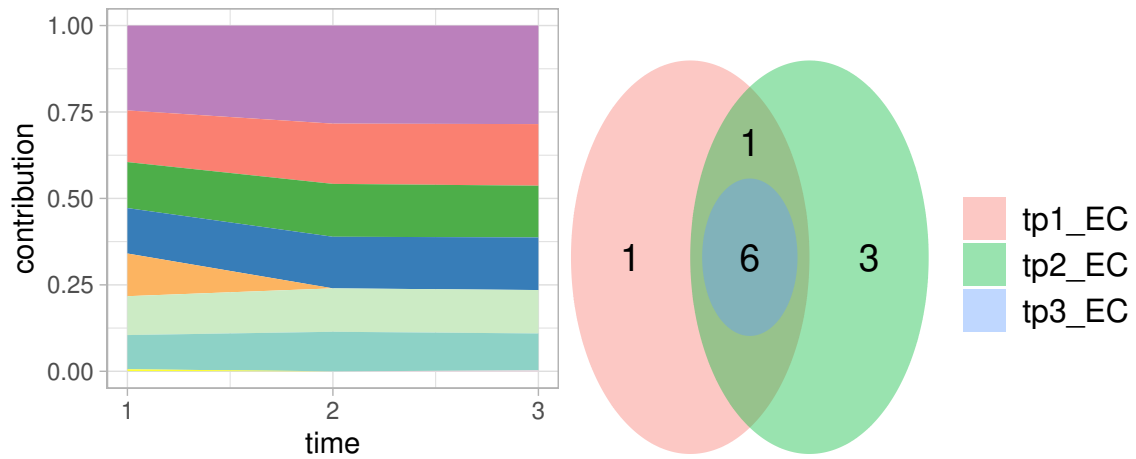 1.00
0.75
0.50
0.25
0.00
contribution
1
2
3
time
1
1
6
3
tp1_EC
tp2_EC
tp3_EC